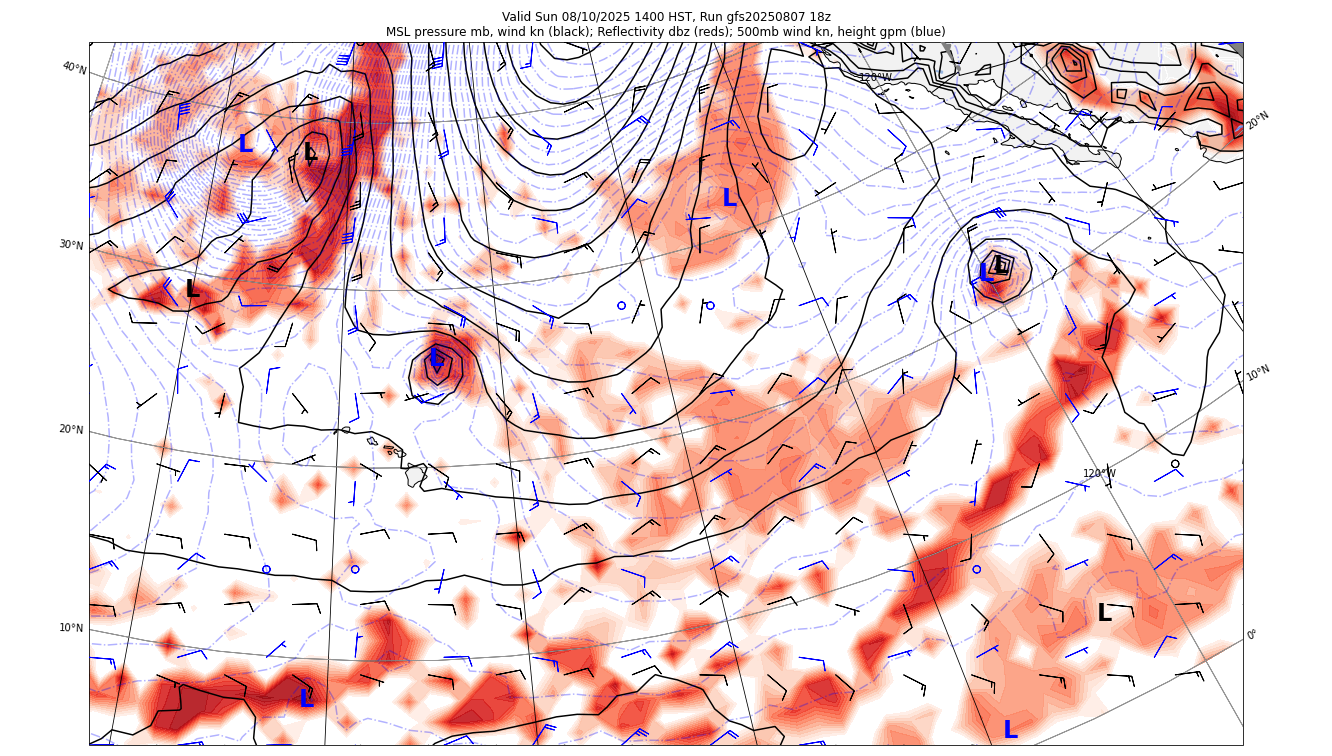 Valid Sun 08/10/2025 1400 HST, Run gfs20250807 18z
MSL pressure mb, wind kn (black); Reflectivity dbz (reds); 500mb wind kn, height gpm (blue)
40°N
120°W
20°N
L
L
L
30°N
L
L
L
L
10°N
20°N
120°W
10°N
L
0°
L
L